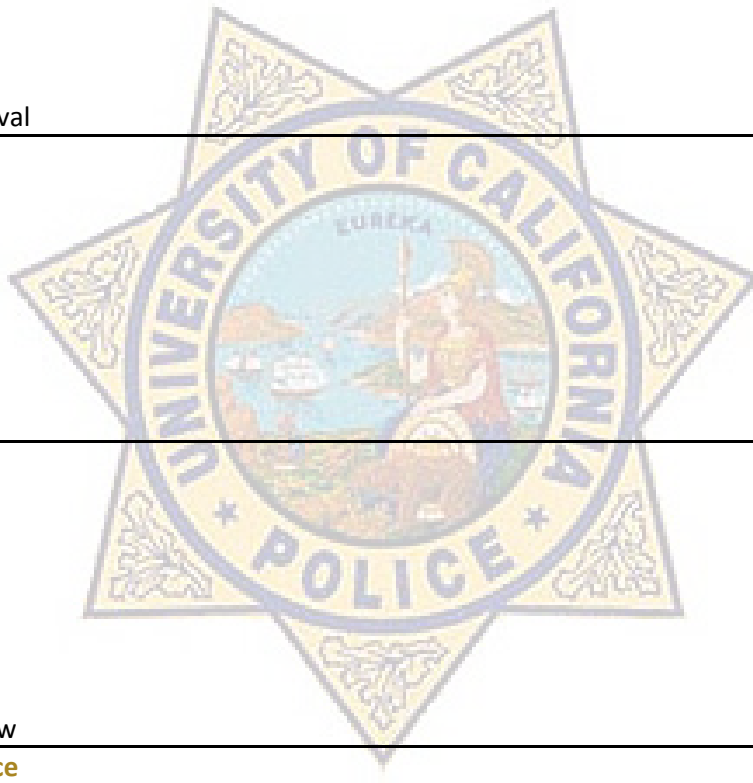 val
UNIVERSITY OF CALIFORNIA
EUREKA
* POLICE *
w
ce